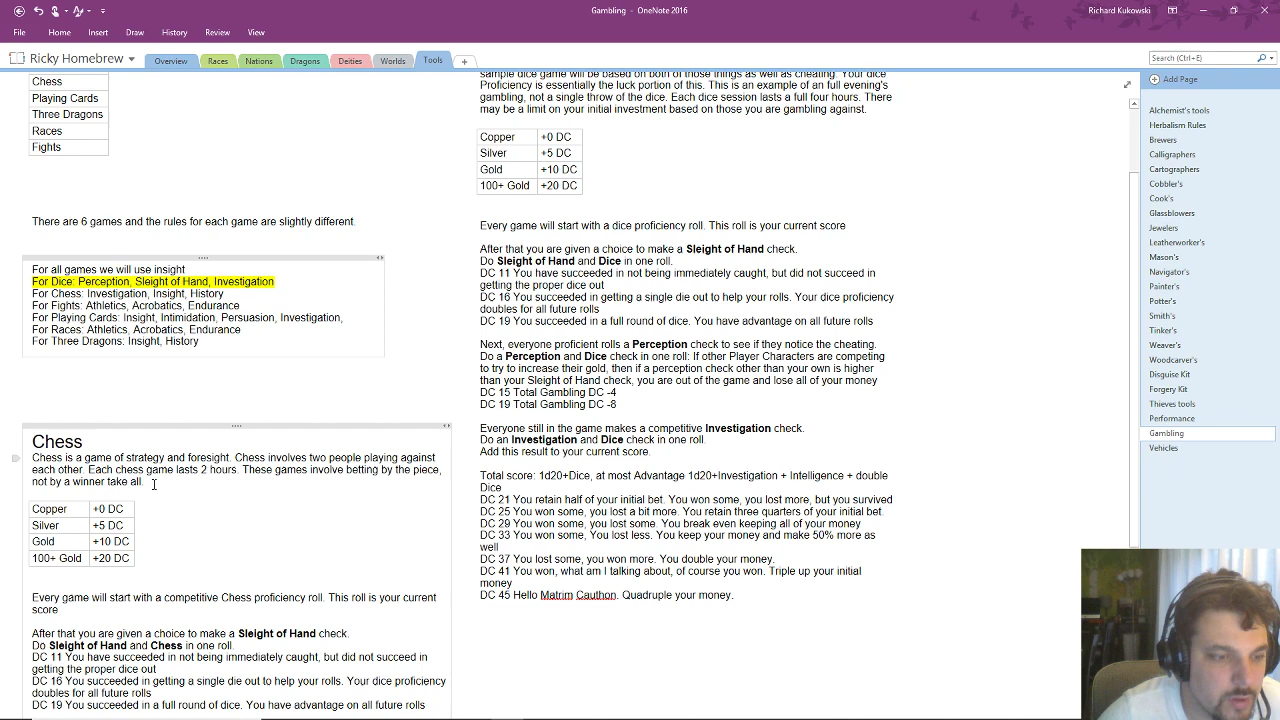 Gambling - OneNote 2016
Richard Kukowski
File Home Insert Draw History Review View
Ricky Homebrew
Overview Races Nations Dragons Deities Worlds Tools
Search (Ctrl+E)
Chess
Playing Cards
Three Dragons
Races
Fights
There are 6 games and the rules for each game are slightly different.
For all games we will use insight
For Dice: Perception, Sleight of Hand, Investigation
For Chess: Investigation, Insight, History
For Fights: Athletics, Acrobatics, Endurance
For Playing Cards: Insight, Intimidation, Persuasion, Investigation,
For Races: Athletics, Acrobatics, Endurance
For Three Dragons: Insight, History
Chess
Chess is a game of strategy and foresight. Chess involves two people playing against
each other. Each chess game lasts 2 hours. These games involve betting by the piece,
not by a winner take all.
Copper +0 DC
Silver +5 DC
Gold +10 DC
100+ Gold +20 DC
Every game will start with a competitive Chess proficiency roll. This roll is your current
score
After that you are given a choice to make a Sleight of Hand check.
Do Sleight of Hand and Chess in one roll.
DC 11 You have succeeded in not being immediately caught, but did not succeed in
getting the proper dice out
DC 16 You succeeded in getting a single die out to help your rolls. Your dice proficiency
doubles for all future rolls
DC 19 You succeeded in a full round of dice. You have advantage on all future rolls
sample dice game will be based on both of those things as well as cheating. Your dice
Proficiency is essentially the luck portion of this. This is an example of an full evening's
gambling, not a single throw of the dice. Each dice session lasts a full four hours. There
may be a limit on your initial investment based on those you are gambling against.
Copper +0 DC
Silver +5 DC
Gold +10 DC
100+ Gold +20 DC
Every game will start with a dice proficiency roll. This roll is your current score
After that you are given a choice to make a Sleight of Hand check.
Do Sleight of Hand and Dice in one roll.
DC 11 You have succeeded in not being immediately caught, but did not succeed in
getting the proper dice out
DC 16 You succeeded in getting a single die out to help your rolls. Your dice proficiency
doubles for all future rolls
DC 19 You succeeded in a full round of dice. You have advantage on all future rolls
Next, everyone proficient rolls a Perception check to see if they notice the cheating.
Do a Perception and Dice check in one roll: If other Player Characters are competing
to try to increase their gold, then if a perception check other than your own is higher
than your Sleight of Hand check, you are out of the game and lose all of your money
DC 15 Total Gambling DC -4
DC 19 Total Gambling DC -8
Everyone still in the game makes a competitive Investigation check.
Do an Investigation and Dice check in one roll.
Add this result to your current score.
Total score: 1d20+Dice, at most Advantage 1d20+Investigation + Intelligence + double
Dice
DC 21 You retain half of your initial bet. You won some, you lost more, but you survived
DC 25 You won some, you lost a bit more. You retain three quarters of your initial bet.
DC 29 You won some, you lost some. You break even keeping all of your money
DC 33 You won some, You lost less. You keep your money and make 50% more as
well
DC 37 You lost some, you won more. You double your money.
DC 41 You won, what am I talking about, of course you won. Triple up your initial
money
DC 45 Hello Matrim Cauthon. Quadruple your money.
Add Page
Alchemist's tools
Herbalism Rules
Brewers
Calligraphers
Cartographers
Cobbler's
Cook's
Glassblowers
Jewelers
Leatherworker's
Mason's
Navigator's
Painter's
Potter's
Smith's
Tinker's
Weaver's
Woodcarver's
Disguise Kit
Forgery Kit
Thieves tools
Performance
Gambling
Vehicles